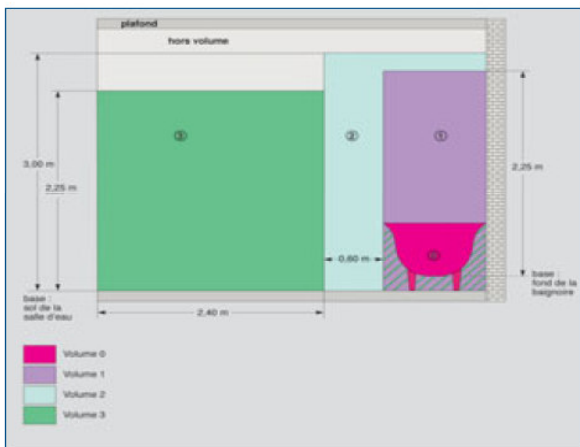 plafond
hors volume
③
②
①
3,00 m
2,25 m
2,25 m
0,60 m
base :
sol de la
salle d'eau
base :
fond de la
baignoire
2,40 m
Volume 0
Volume 1
Volume 2
Volume 3